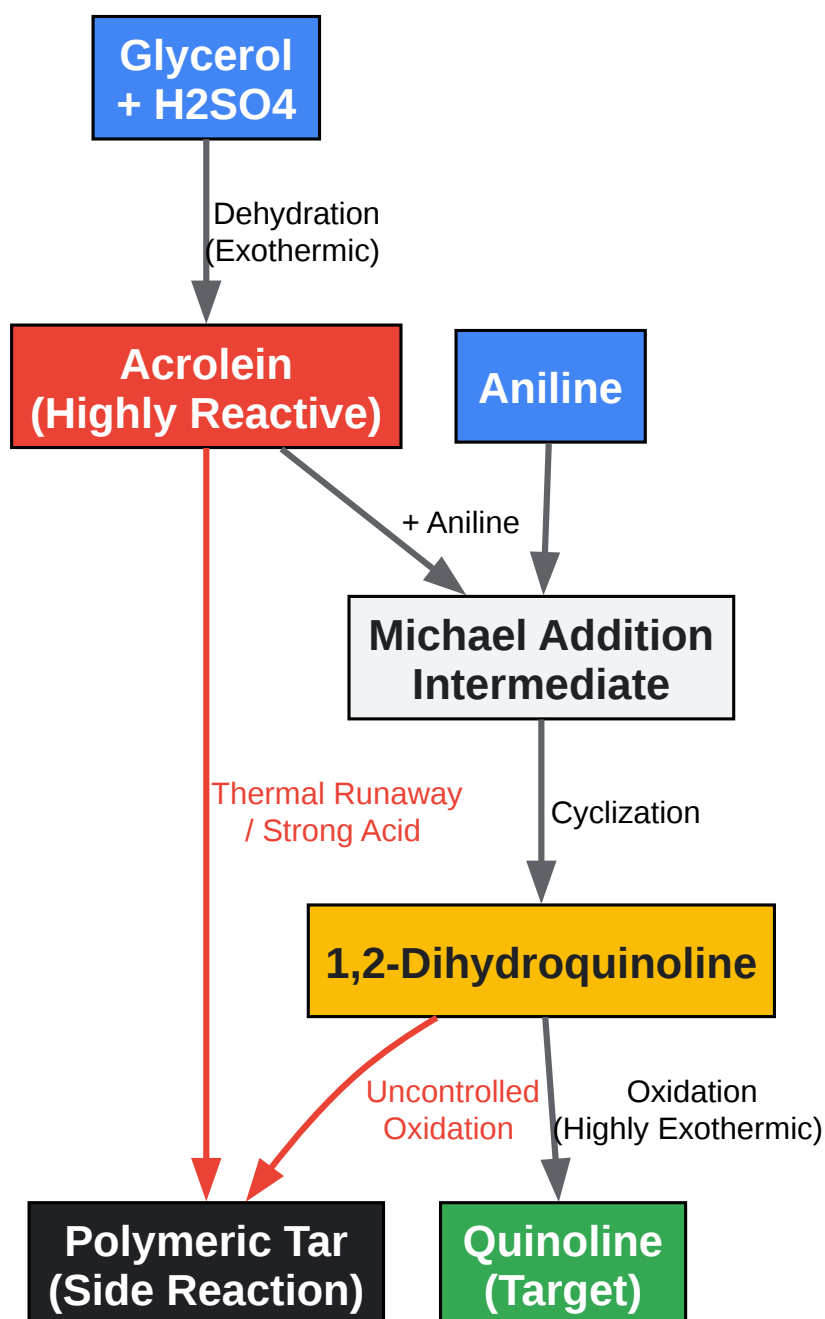 Glycerol
+ H2SO4
Dehydration
(Exothermic)
Acrolein
(Highly Reactive)
Aniline
+ Aniline
Michael Addition
Intermediate
Thermal Runaway
/ Strong Acid
Cyclization
1,2-Dihydroquinoline
Uncontrolled
Oxidation
Oxidation
(Highly Exothermic)
Polymeric Tar
(Side Reaction)
Quinoline
(Target)